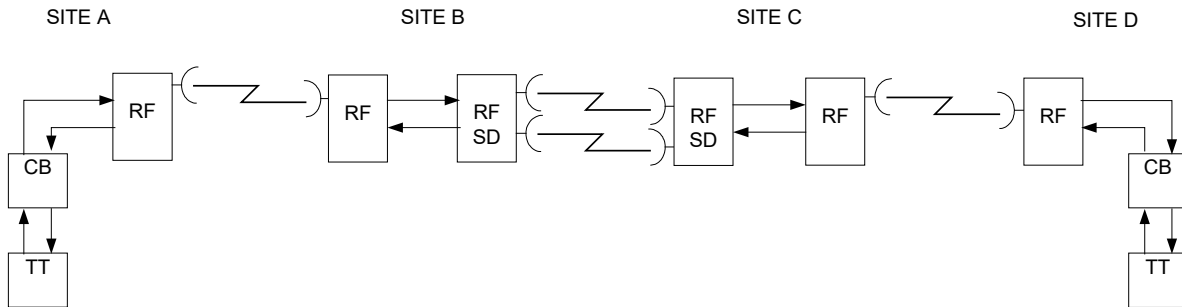 SITE A
SITE B
SITE C
SITE D
RF
RF
RF
SD
RF
SD
RF
RF
CB
CB
TT
TT